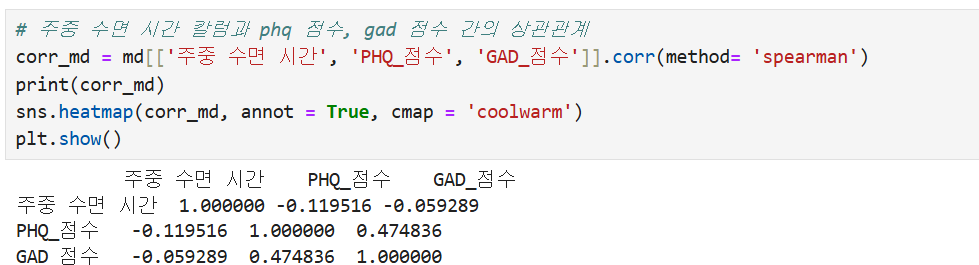 # 주중 수면 시간 칼럼과 phq 점수, gad 점수 간의 상관관계
corr_md = md[['주중 수면 시간', 'PHQ_점수', 'GAD_점수']].corr(method= 'spearman')
print(corr_md)
sns.heatmap(corr_md, annot = True, cmap = 'coolwarm')
plt.show()
주중 수면 시간 PHQ_점수 GAD_점수
주중 수면 시간 1.000000 -0.119516 -0.059289
PHQ_점수 -0.119516 1.000000 0.474836
GAD_점수 -0.059289 0.474836 1.000000